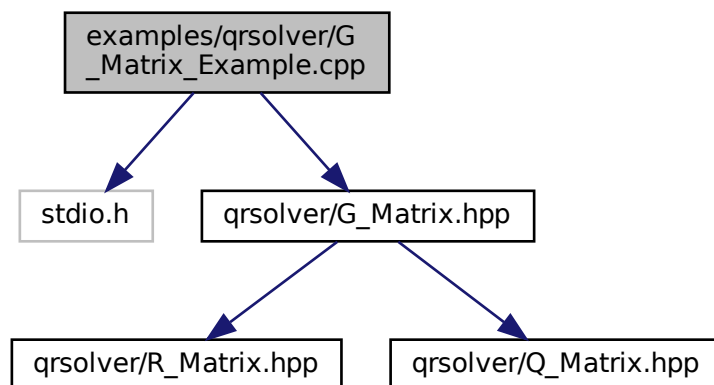 examples/qrsolver/G
_Matrix_Example.cpp
stdio.h
qrsolver/G_Matrix.hpp
qrsolver/R_Matrix.hpp
qrsolver/Q_Matrix.hpp